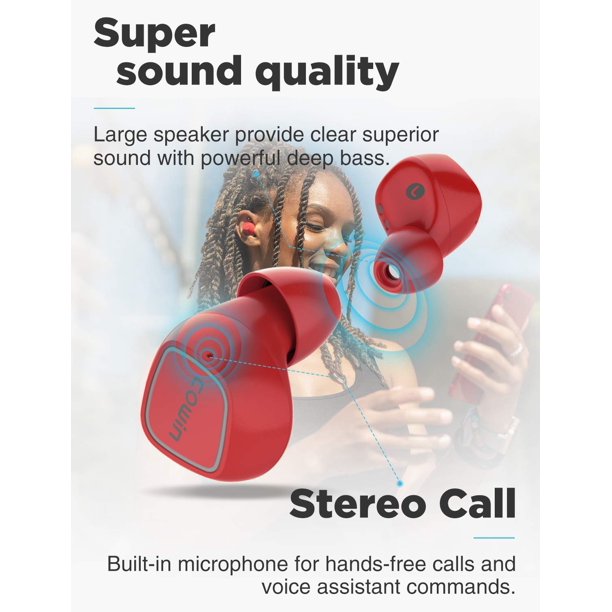 Super
sound quality
Large speaker provide clear superior
sound with powerful deep bass.
cowin
Stereo Call
Built-in microphone for hands-free calls and
voice assistant commands.